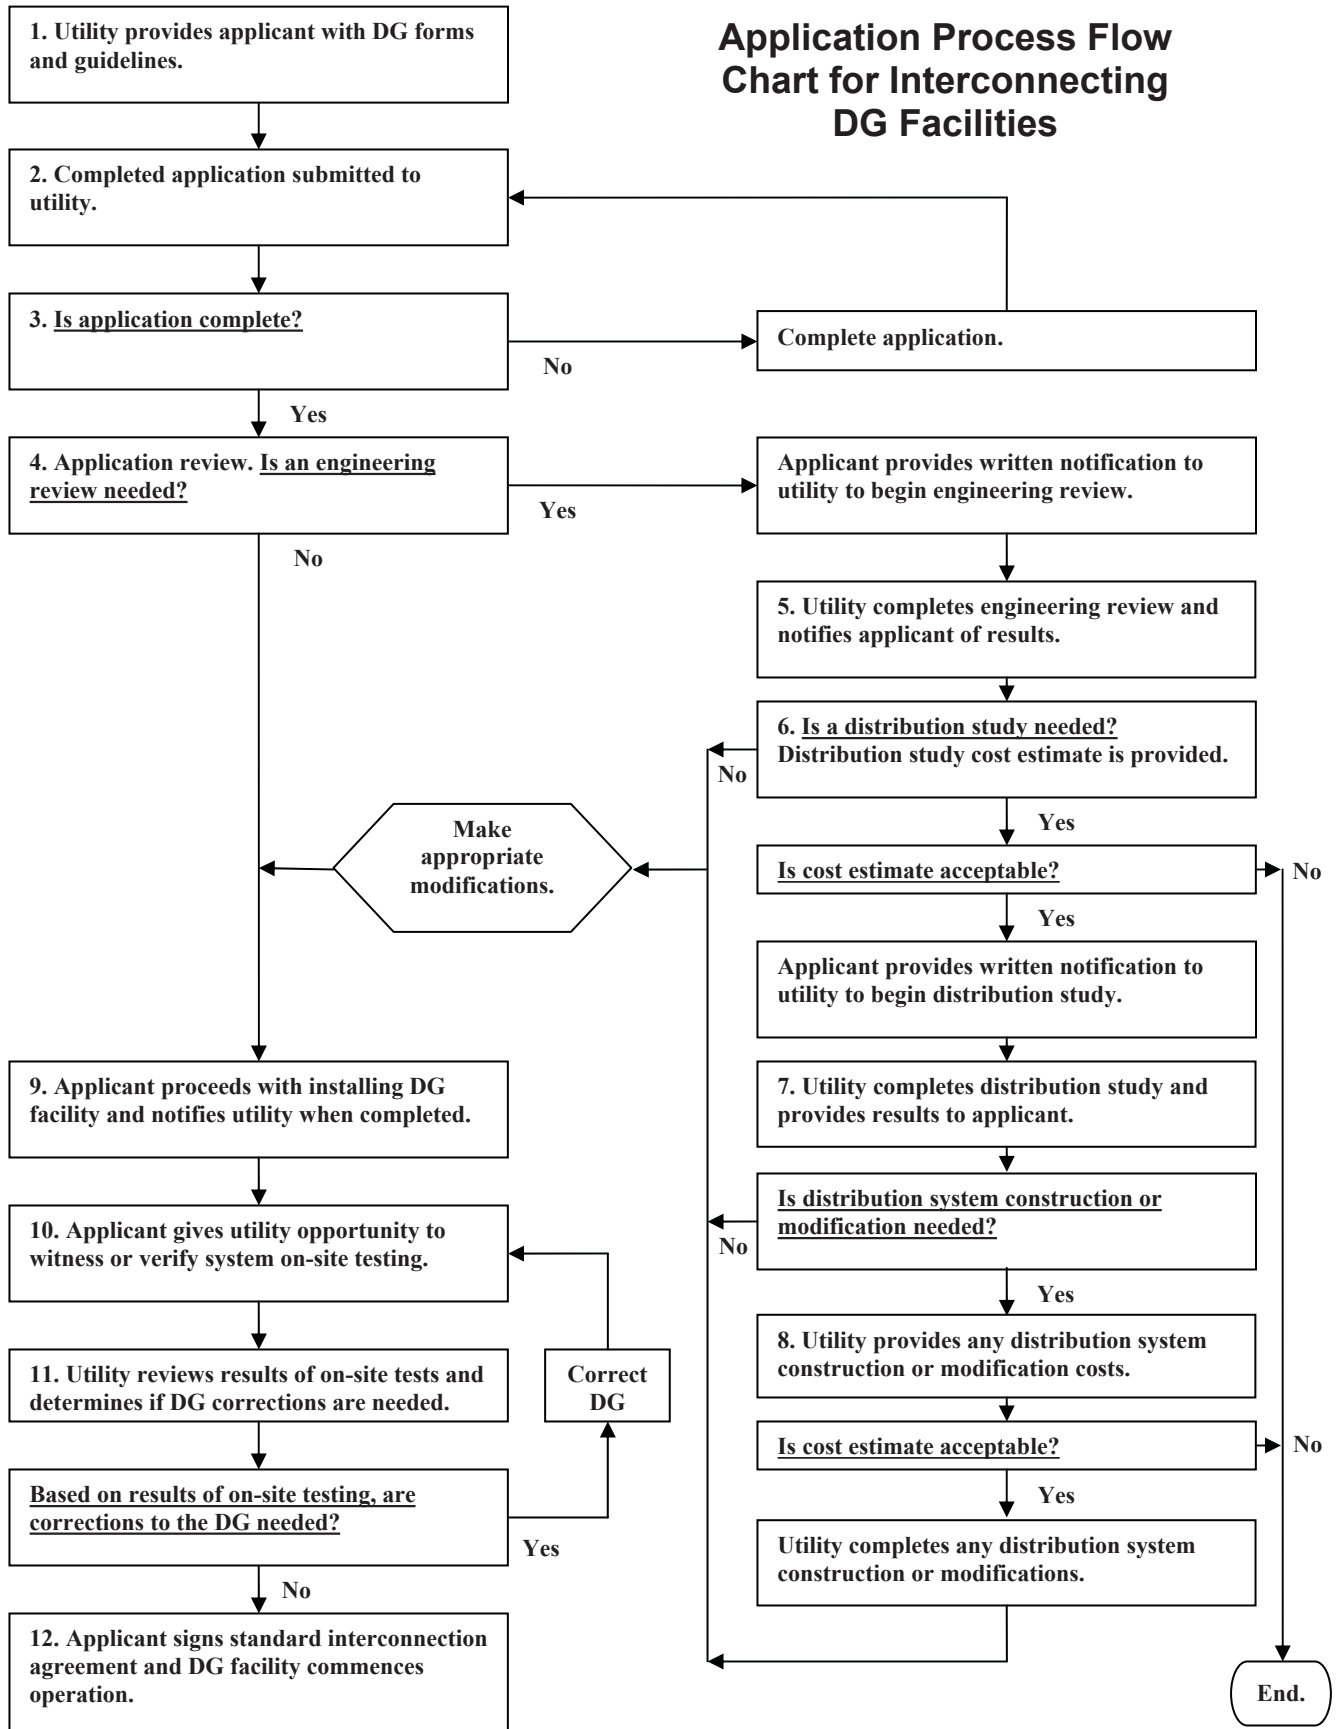 Application Process Flow
Chart for Interconnecting
DG Facilities
1. Utility provides applicant with DG forms
and guidelines.
2. Completed application submitted to
utility.
3. Is application complete?
No
Complete application.
Yes
4. Application review. Is an engineering
review needed?
Yes
No
Applicant provides written notification to
utility to begin engineering review.
5. Utility completes engineering review and
notifies applicant of results.
6. Is a distribution study needed?
Distribution study cost estimate is provided.
No
Yes
Make
appropriate
modifications.
Is cost estimate acceptable?
No
Yes
Applicant provides written notification to
utility to begin distribution study.
7. Utility completes distribution study and
provides results to applicant.
Is distribution system construction or
modification needed?
No
Yes
8. Utility provides any distribution system
construction or modification costs.
Is cost estimate acceptable?
No
Yes
Utility completes any distribution system
construction or modifications.
End.
9. Applicant proceeds with installing DG
facility and notifies utility when completed.
10. Applicant gives utility opportunity to
witness or verify system on-site testing.
11. Utility reviews results of on-site tests and
determines if DG corrections are needed.
Correct
DG
Based on results of on-site testing, are
corrections to the DG needed?
Yes
No
12. Applicant signs standard interconnection
agreement and DG facility commences
operation.